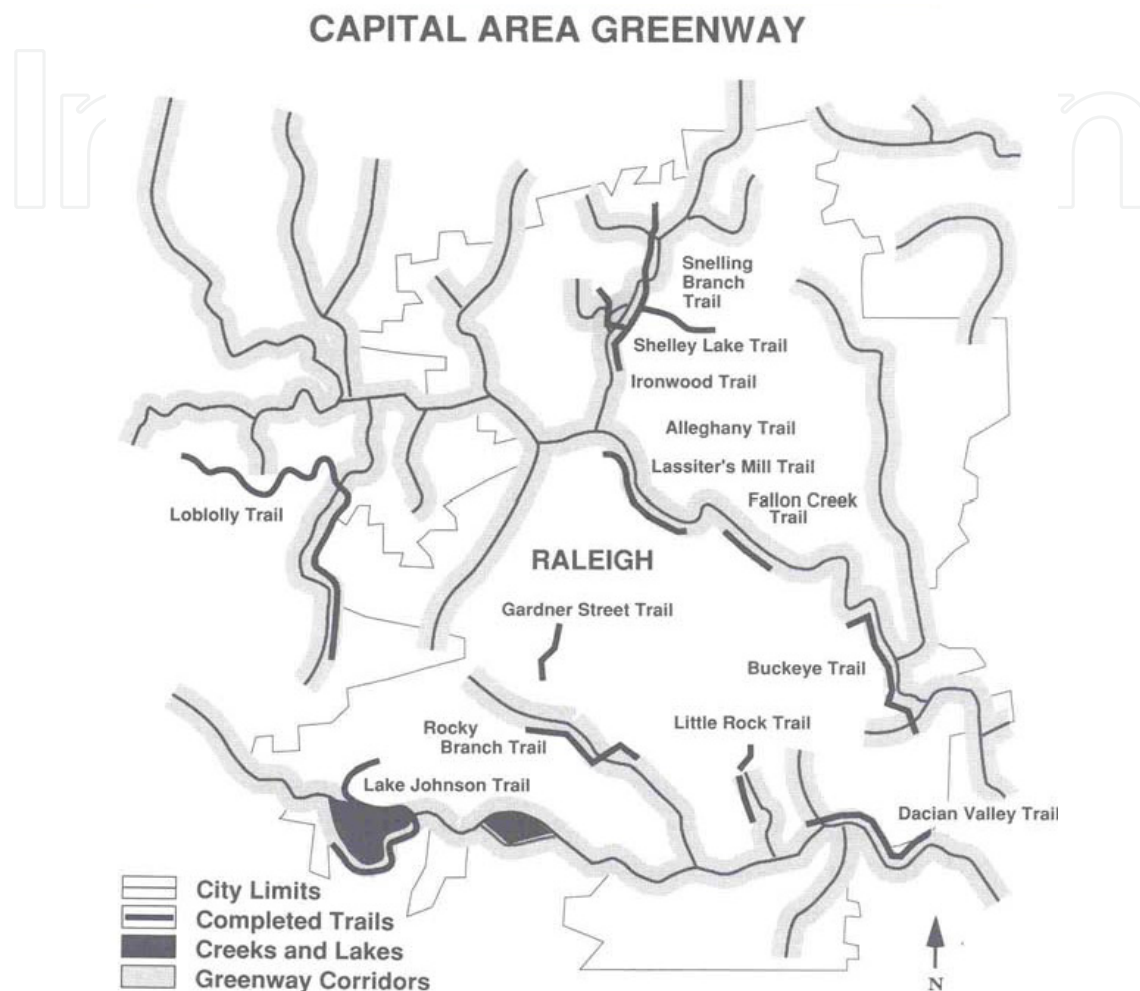 CAPITAL AREA GREENWAY
Snelling
Branch
Trail
Shelley Lake Trail
Ironwood Trail
Alleghany Trail
Lassiter's Mill Trail
Fallon Creek
Trail
Loblolly Trail
RALEIGH
Gardner Street Trail
Buckeye Trail
Little Rock Trail
Rocky
Branch Trail
Lake Johnson Trail
Dacian Valley Trail
City Limits
Completed Trails
Creeks and Lakes
Greenway Corridors
N